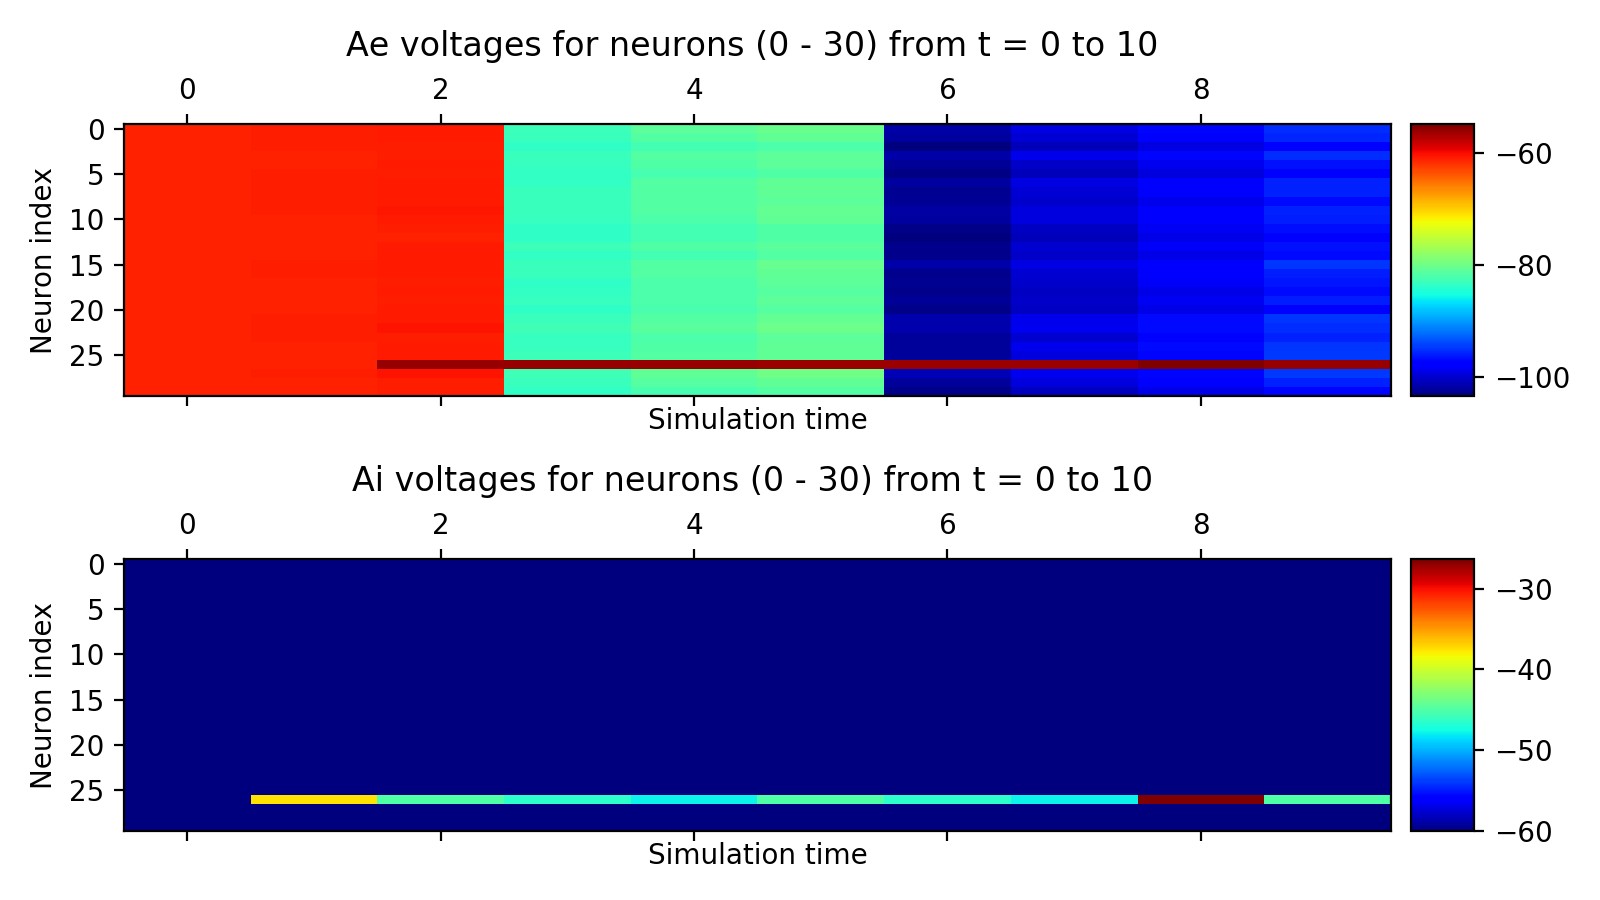 Ae voltages for neurons (0 - 30) from t = 0 to 10
0 2 4 6 8
Neuron index
0
5
10
15
20
25
−60
−80
−100
Simulation time
Ai voltages for neurons (0 - 30) from t = 0 to 10
0 2 4 6 8
Neuron index
0
5
10
15
20
25
−30
−40
−50
−60
Simulation time